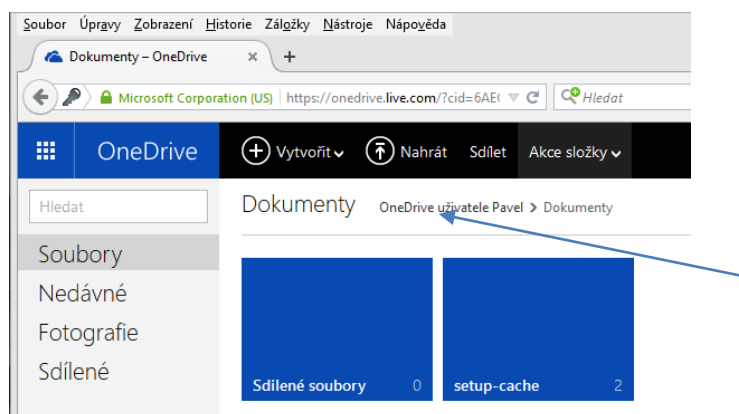 Soubor Úpravy Zobrazení Historie Záložky Nástroje Nápověda
Dokumenty – OneDrive × +
Microsoft Corporation (US) https://onedrive.live.com/?cid=6AE Hledat
OneDrive Vytvořit Nahrát Sdílet Akce složky
Hledat Dokumenty OneDrive uživatele Pavel > Dokumenty
Soubory
Nedávné
Fotografie
Sdílené
Sdílené soubory 0 setup-cache 2